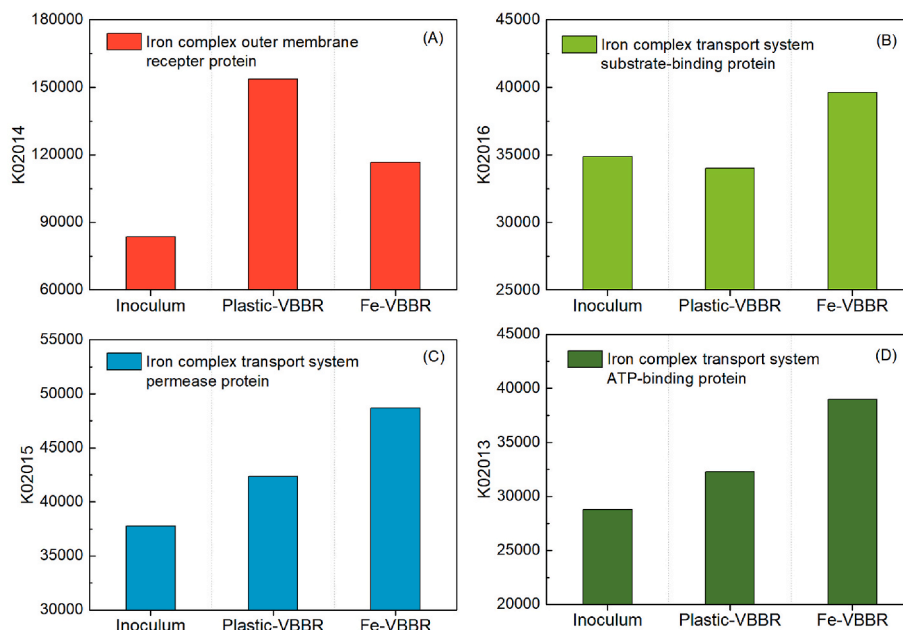 180000
150000
120000
90000
60000
K02014
Iron complex outer membrane
recepter protein
(A)
Inoculum Plastic-VBBR Fe-VBBR
45000
40000
35000
30000
25000
K02016
Iron complex transport system
substrate-binding protein
(B)
Inoculum Plastic-VBBR Fe-VBBR
55000
50000
45000
40000
35000
30000
K02015
Iron complex transport system
permease protein
(C)
Inoculum Plastic-VBBR Fe-VBBR
45000
40000
35000
30000
25000
20000
K02013
Iron complex transport system
ATP-binding protein
(D)
Inoculum Plastic-VBBR Fe-VBBR